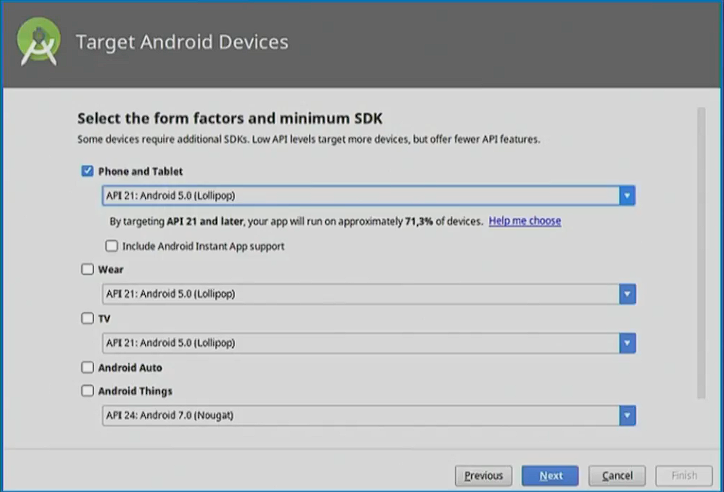 Target Android Devices
Select the form factors and minimum SDK
Some devices require additional SDKs. Low API levels target more devices, but offer fewer API features.
Phone and Tablet
API 21: Android 5.0 (Lollipop)
By targeting API 21 and later, your app will run on approximately 71,3% of devices. Help me choose
Include Android Instant App support
Wear
API 21: Android 5.0 (Lollipop)
TV
API 21: Android 5.0 (Lollipop)
Android Auto
Android Things
API 24: Android 7.0 (Nougat)
Previous Next Cancel Finish